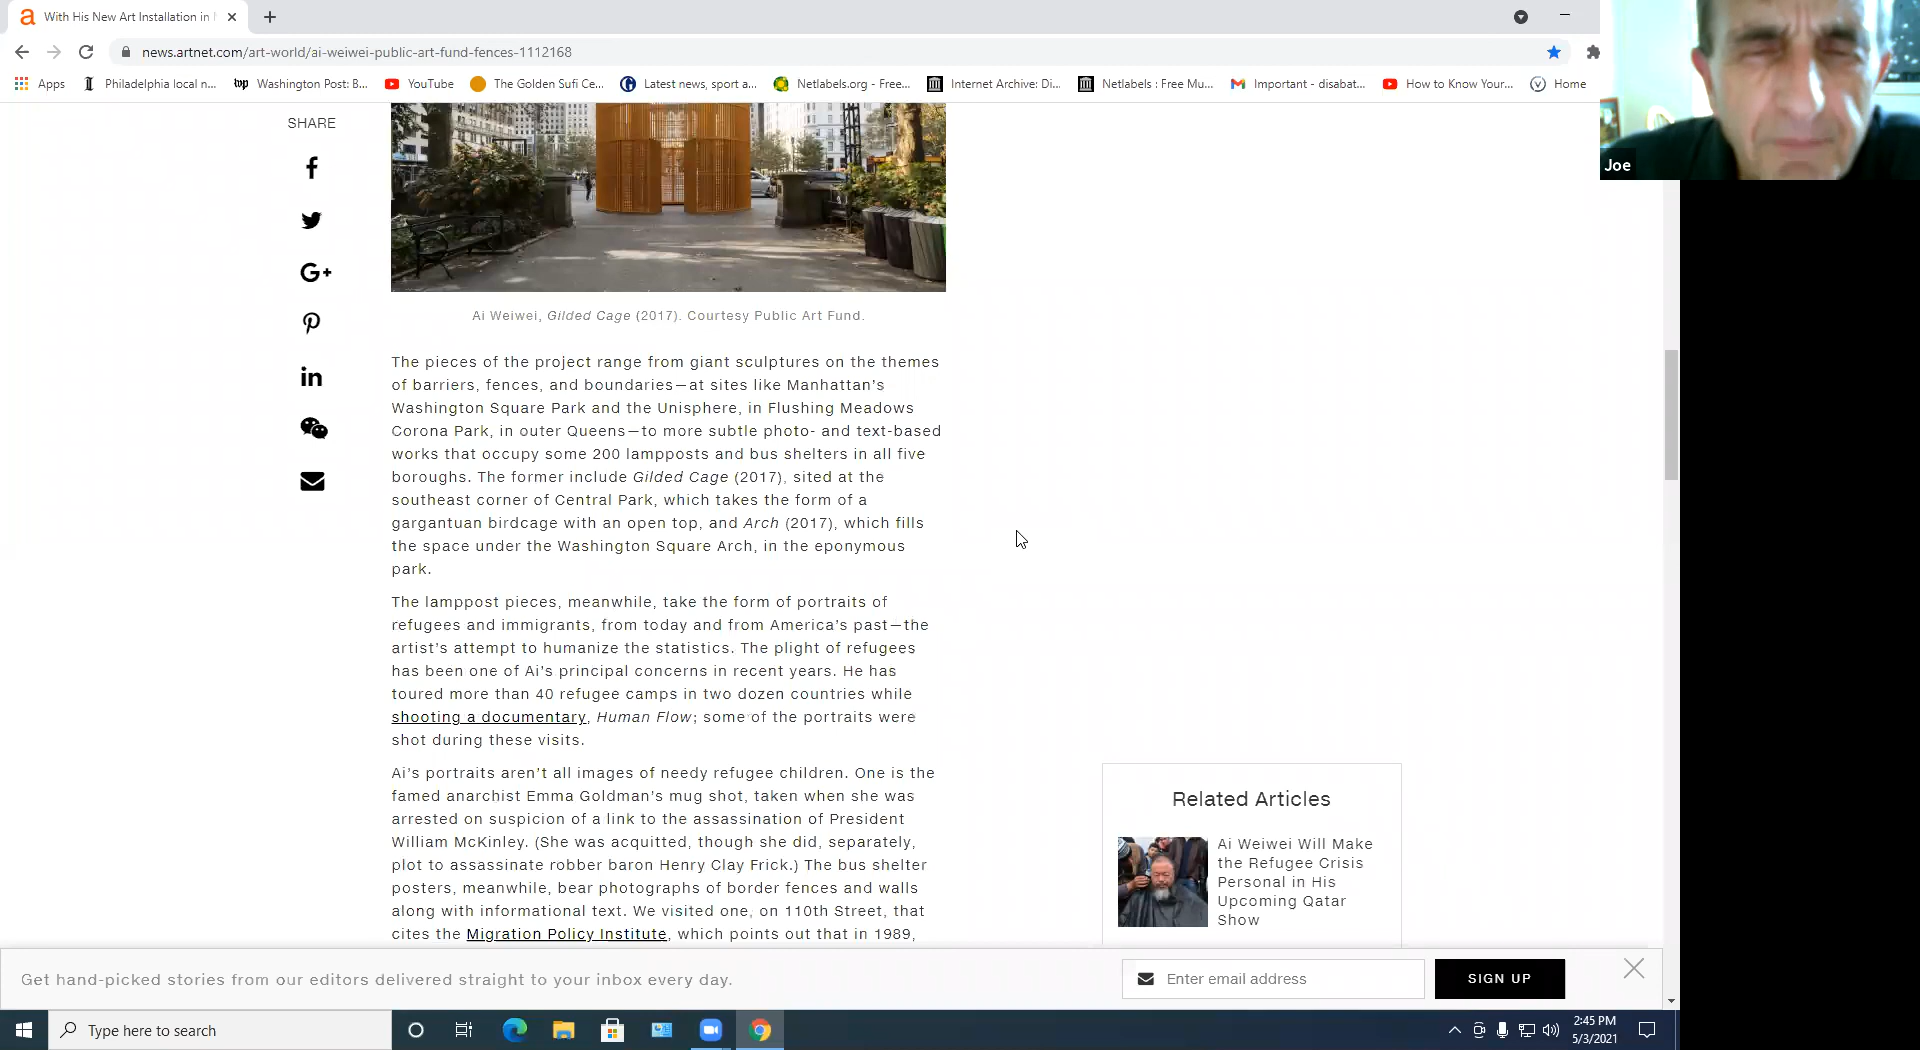 With His New Art Installation in
news.artnet.com/art-world/ai-weiwei-public-art-fund-fences-1112168
Apps
Philadelphia local n...
Washington Post: B...
YouTube
The Golden Sufi Ce...
Latest news, sport a...
Netlabels.org - Free...
Internet Archive: Di...
Netlabels : Free Mu...
Important - disabat...
How to Know Your...
Home
Joe
SHARE
Ai Weiwei, Gilded Cage (2017). Courtesy Public Art Fund.
The pieces of the project range from giant sculptures on the themes
of barriers, fences, and boundaries—at sites like Manhattan's
Washington Square Park and the Unisphere, in Flushing Meadows
Corona Park, in outer Queens—to more subtle photo- and text-based
works that occupy some 200 lampposts and bus shelters in all five
boroughs. The former include Gilded Cage (2017), sited at the
southeast corner of Central Park, which takes the form of a
gargantuan birdcage with an open top, and Arch (2017), which fills
the space under the Washington Square Arch, in the eponymous
park.
The lamppost pieces, meanwhile, take the form of portraits of
refugees and immigrants, from today and from America's past—the
artist's attempt to humanize the statistics. The plight of refugees
has been one of Ai's principal concerns in recent years. He has
toured more than 40 refugee camps in two dozen countries while
shooting a documentary, Human Flow; some of the portraits were
shot during these visits.
Ai's portraits aren't all images of needy refugee children. One is the
famed anarchist Emma Goldman's mug shot, taken when she was
arrested on suspicion of a link to the assassination of President
William McKinley. (She was acquitted, though she did, separately,
plot to assassinate robber baron Henry Clay Frick.) The bus shelter
posters, meanwhile, bear photographs of border fences and walls
along with informational text. We visited one, on 110th Street, that
cites the Migration Policy Institute, which points out that in 1989,
Related Articles
Ai Weiwei Will Make
the Refugee Crisis
Personal in His
Upcoming Qatar
Show
Get hand-picked stories from our editors delivered straight to your inbox every day.
Enter email address
SIGN UP
Type here to search
2:45 PM
5/3/2021